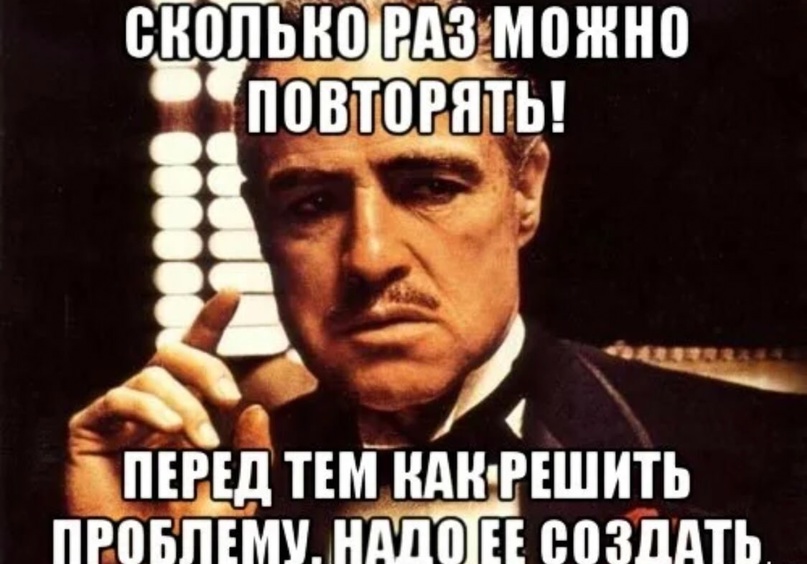 СКОЛЬКО РАЗ МОЖНО
ПОВТОРЯТЬ!
ПЕРЕД ТЕМ КАК РЕШИТЬ
ПРОБЛЕМУ, НАДО ЕЕ СОЗДАТЬ